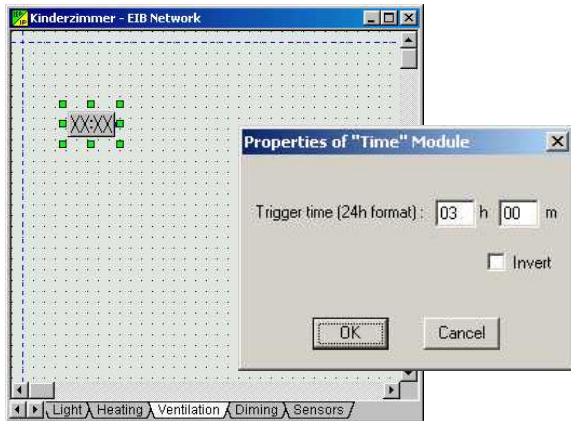 Kinderzimmer - EIB Network
XX:XX
Properties of "Time" Module
Trigger time (24h format) : 03 h 00 m
Invert
OK Cancel
Light Heating Ventilation Diming Sensors